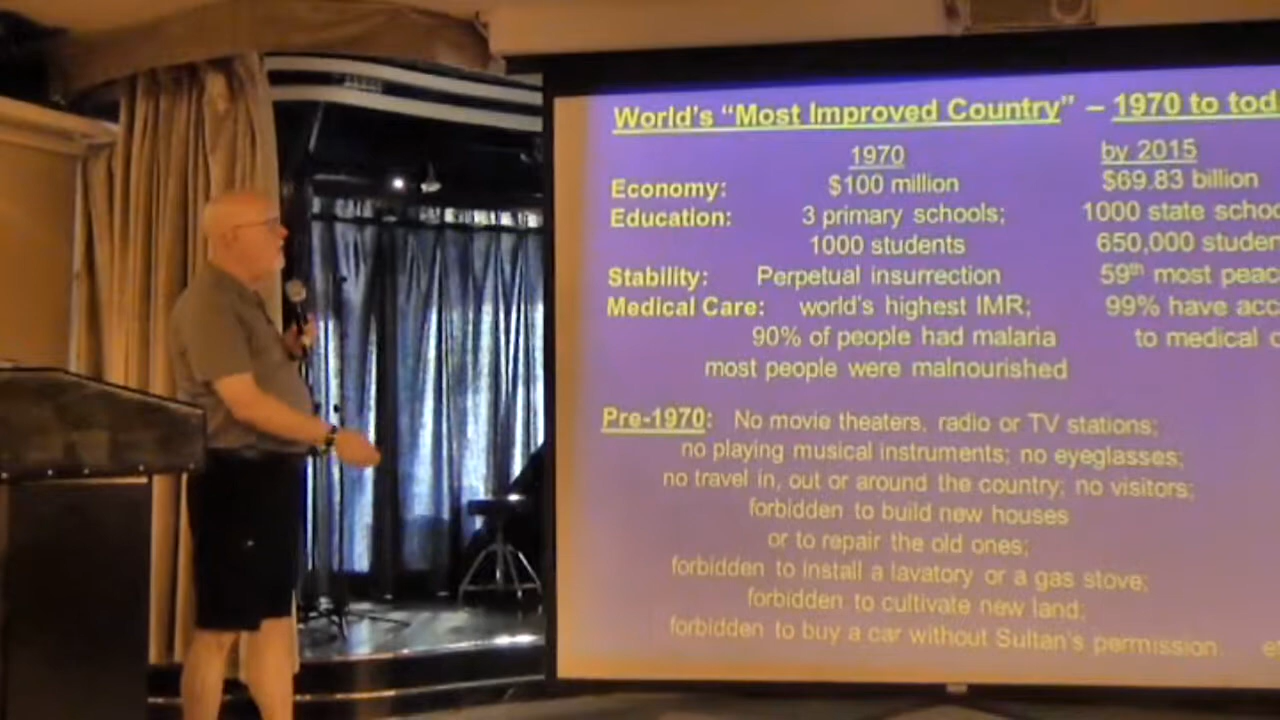 World's "Most Improved Country" – 1970 to tod
1970 by 2015
Economy: $100 million $69.83 billion
Education: 3 primary schools; 1000 state schoo
1000 students 650,000 studen
Stability: Perpetual insurrection 59th most peac
Medical Care: world's highest IMR; 99% have acc
90% of people had malaria to medical c
most people were malnourished
Pre-1970: No movie theaters, radio or TV stations;
no playing musical instruments; no eyeglasses;
no travel in, out or around the country; no visitors;
forbidden to build new houses
or to repair the old ones;
forbidden to install a lavatory or a gas stove;
forbidden to cultivate new land;
forbidden to buy a car without Sultan's permission. e